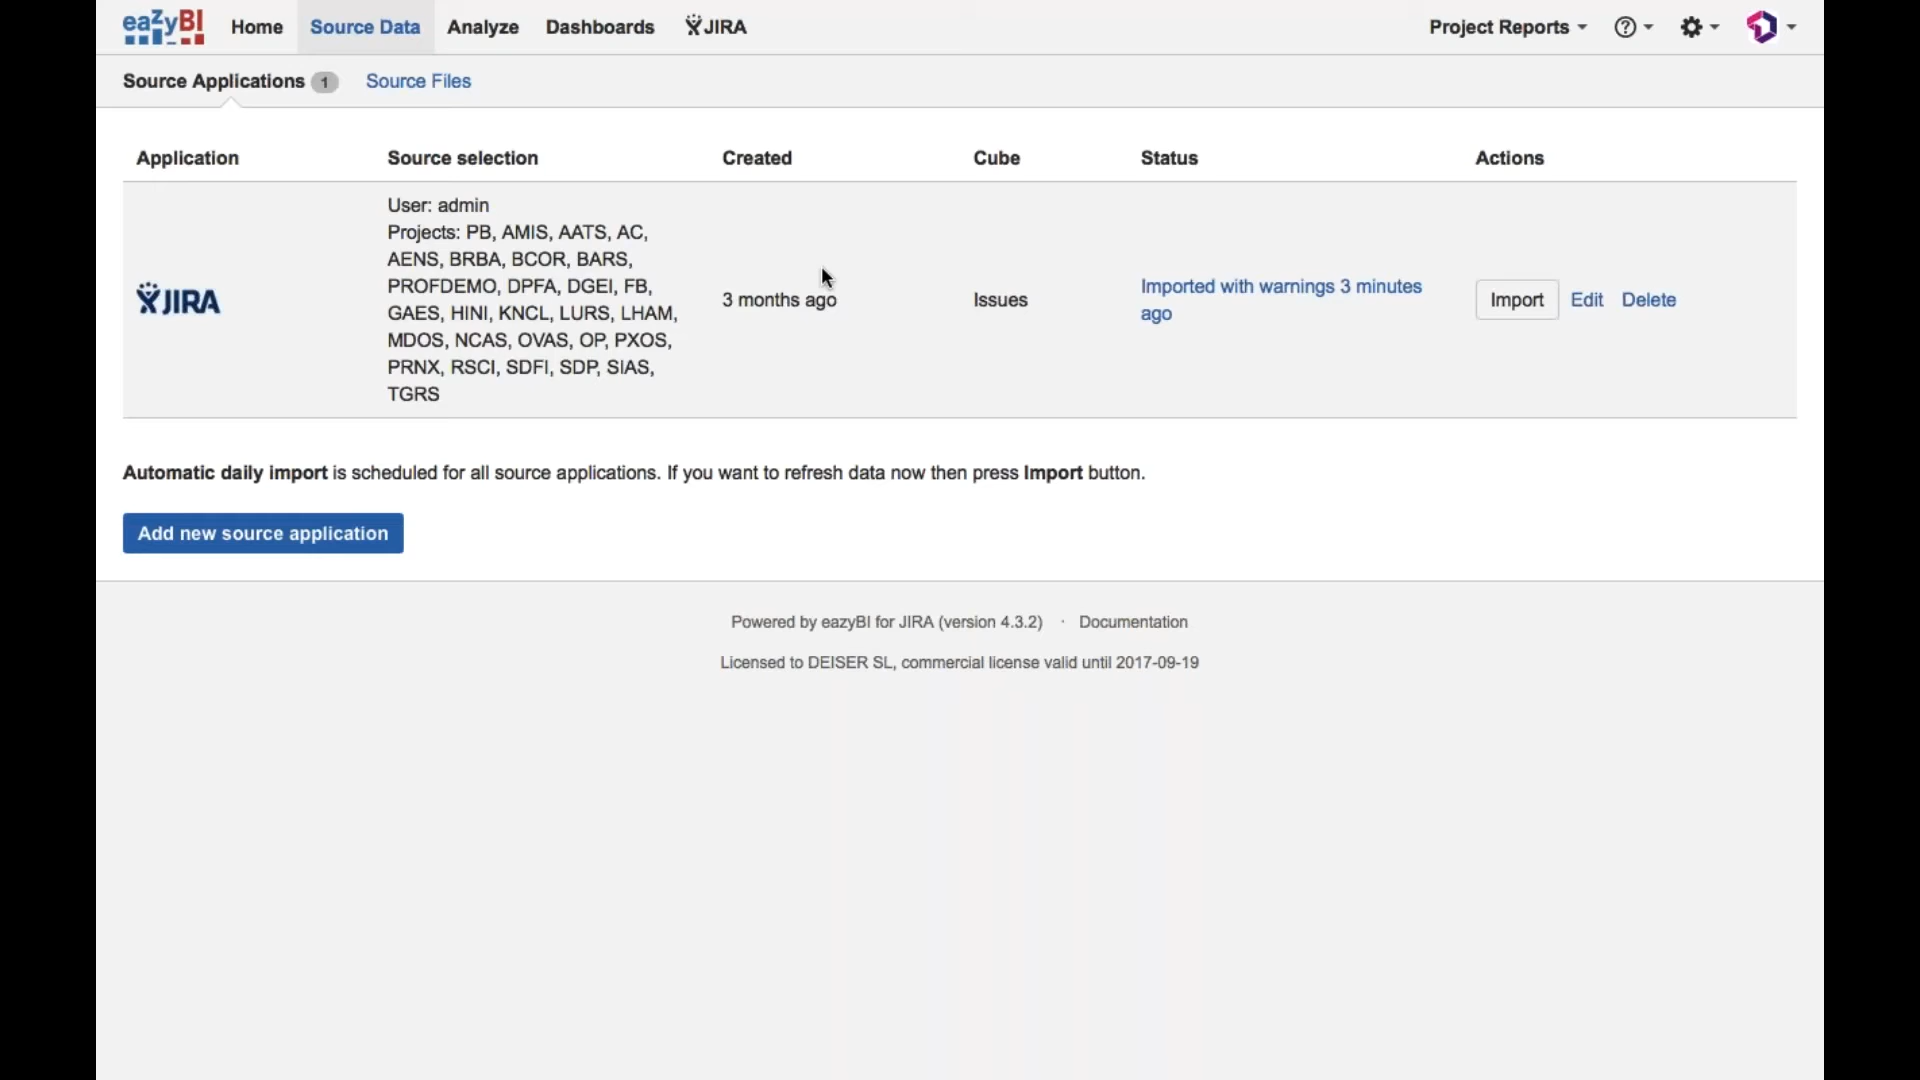 eazyBI Home Source Data Analyze Dashboards JIRA Project Reports
Source Applications 1 Source Files
Application Source selection Created Cube Status Actions
JIRA
User: admin
Projects: PB, AMIS, AATS, AC,
AENS, BRBA, BCOR, BARS,
PROFDEMO, DPFA, DGEI, FB,
GAES, HINI, KNCL, LURS, LHAM,
MDOS, NCAS, OVAS, OP, PXOS,
PRNX, RSCI, SDFI, SDP, SIAS,
TGRS
3 months ago
Issues
Imported with warnings 3 minutes
ago
Import Edit Delete
Automatic daily import is scheduled for all source applications. If you want to refresh data now then press Import button.
Add new source application
Powered by eazyBI for JIRA (version 4.3.2) · Documentation
Licensed to DEISER SL, commercial license valid until 2017-09-19